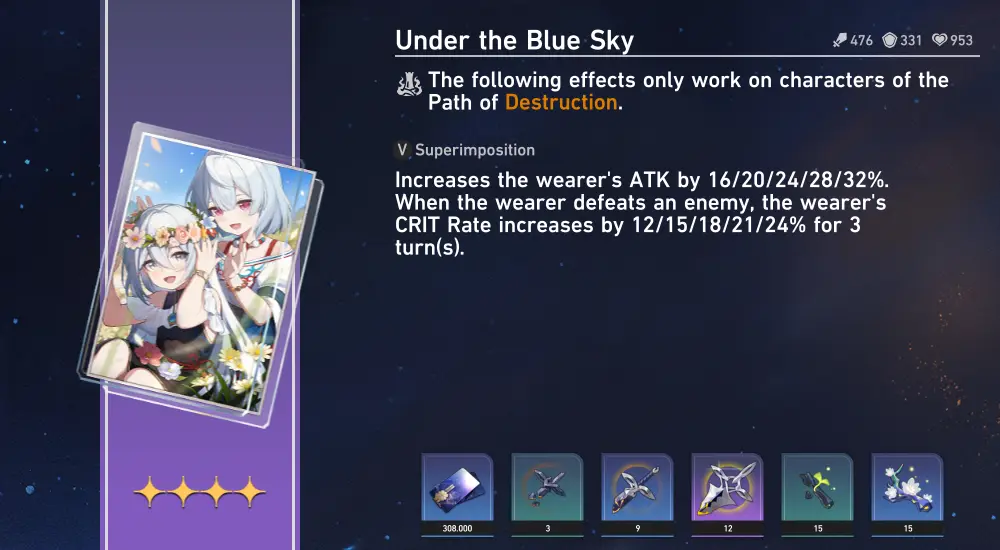 Under the Blue Sky
476 331 953
The following effects only work on characters of the
Path of Destruction.
V Superimposition
Increases the wearer's ATK by 16/20/24/28/32%.
When the wearer defeats an enemy, the wearer's
CRIT Rate increases by 12/15/18/21/24% for 3
turn(s).
308.000 3 9 12 15 15